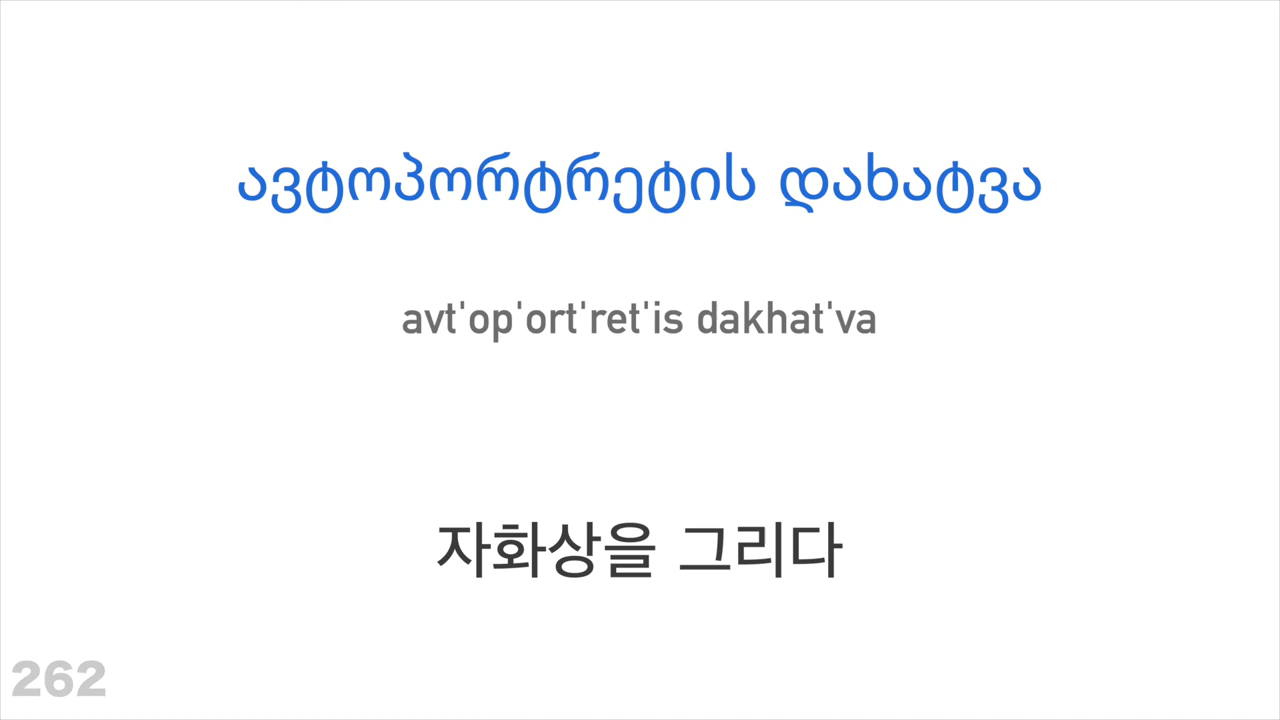 ავტოპორტრეტის დახატვა
avt'op'ort'ret'is dakhat'va
자화상을 그리다
262